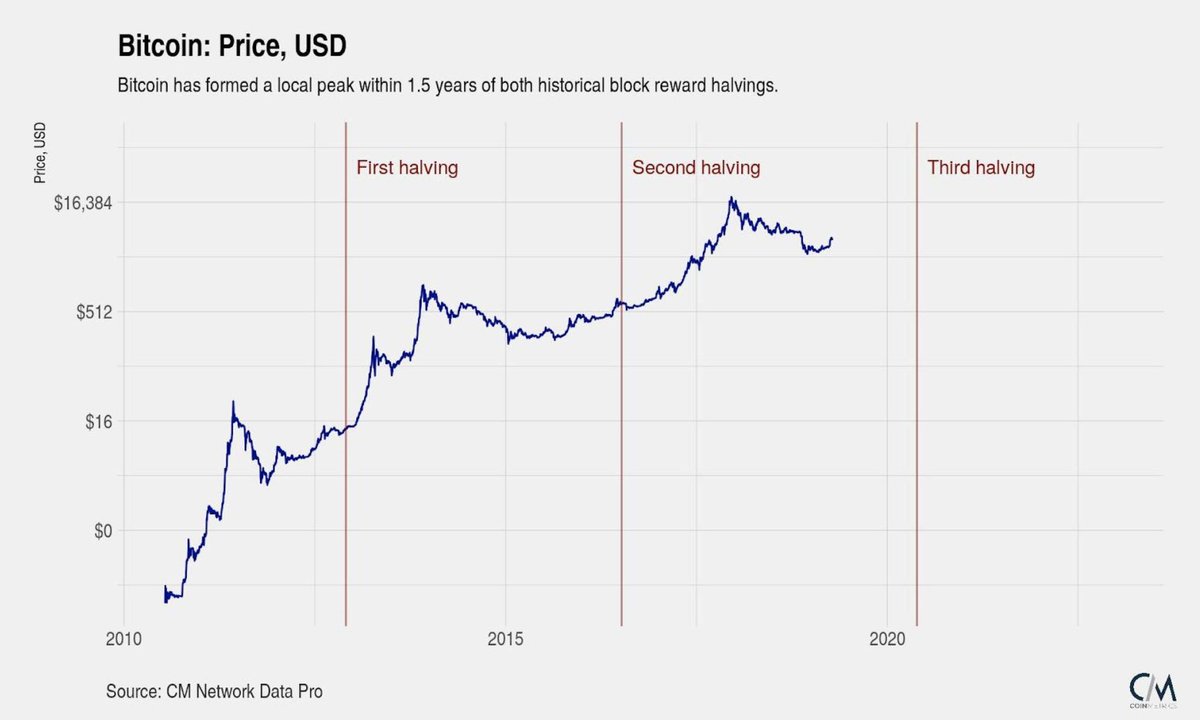 Bitcoin: Price, USD
Bitcoin has formed a local peak within 1.5 years of both historical block reward halvings.
Price, USD
First halving
Second halving
Third halving
$16,384
$512
$16
$0
2010
2015
2020
Source: CM Network Data Pro
CM
COINMETRICS